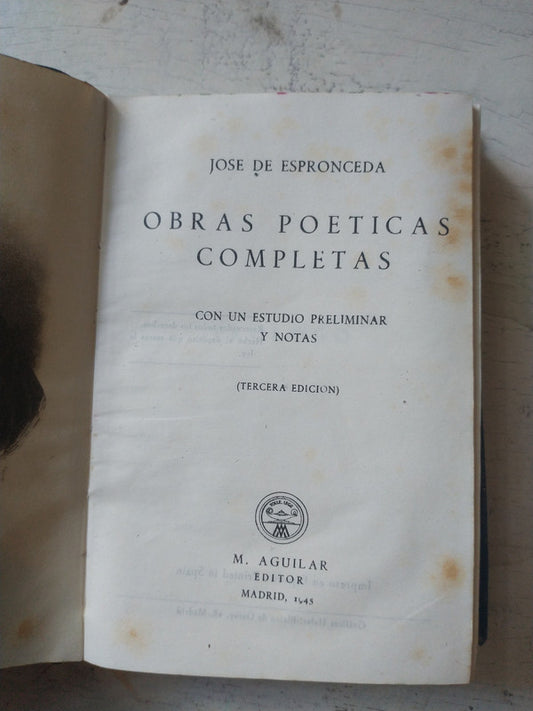 JOSE DE ESPRONCEDA
OBRAS POETICAS
COMPLETAS
CON UN ESTUDIO PRELIMINAR
Y NOTAS
(TERCERA EDICION)
M. AGUILAR
EDITOR
MADRID, 1945